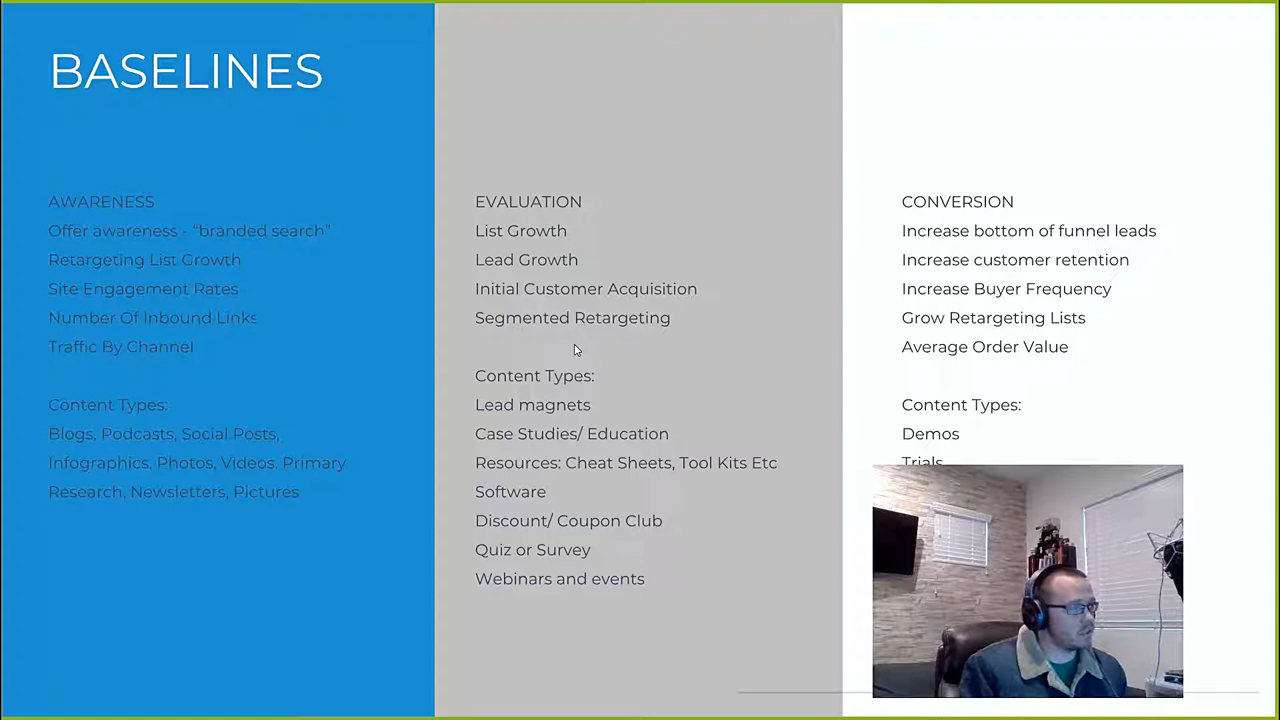 BASELINES
AWARENESS
Offer awareness - “branded search”
Retargeting List Growth
Site Engagement Rates
Number Of Inbound Links
Traffic By Channel
Content Types:
Blogs, Podcasts, Social Posts,
Infographics, Photos, Videos, Primary
Research, Newsletters, Pictures
EVALUATION
List Growth
Lead Growth
Initial Customer Acquisition
Segmented Retargeting
Content Types:
Lead magnets
Case Studies/ Education
Resources: Cheat Sheets, Tool Kits Etc
Software
Discount/ Coupon Club
Quiz or Survey
Webinars and events
CONVERSION
Increase bottom of funnel leads
Increase customer retention
Increase Buyer Frequency
Grow Retargeting Lists
Average Order Value
Content Types:
Demos
Trials